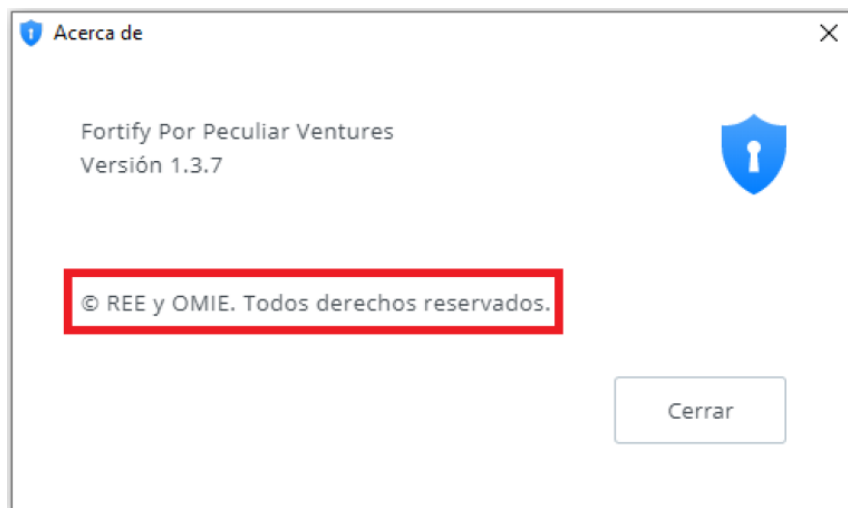 Acerca de
Fortify Por Peculiar Ventures
Versión 1.3.7
© REE y OMIE. Todos derechos reservados.
Cerrar